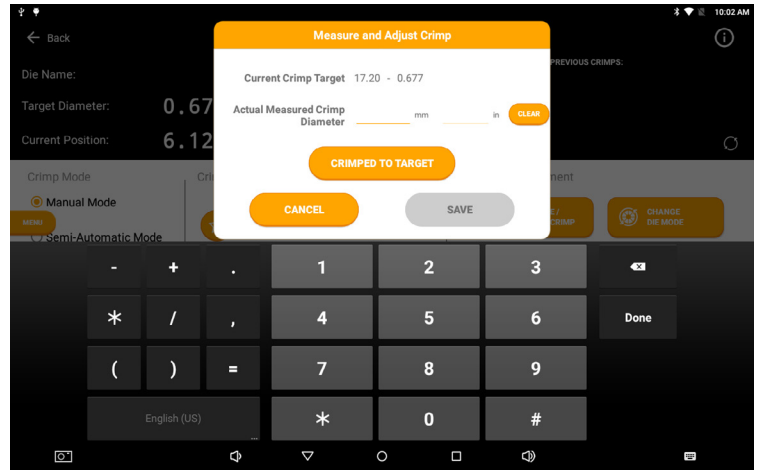 10:02 AM
Back
Measure and Adjust Crimp
PREVIOUS CRIMPS:
Die Name:
Current Crimp Target 17.20 - 0.677
Target Diameter: 0.67
Actual Measured Crimp Diameter mm in CLEAR
Current Position: 6.12
CRIMPED TO TARGET
Crimp Mode
Manual Mode
CANCEL SAVE
CRIMP
CHANGE DIE MODE
MENU
Semi-Automatic Mode
- + . 1 2 3
* / , 4 5 6 Done
( ) = 7 8 9
English (US) ... * 0 #